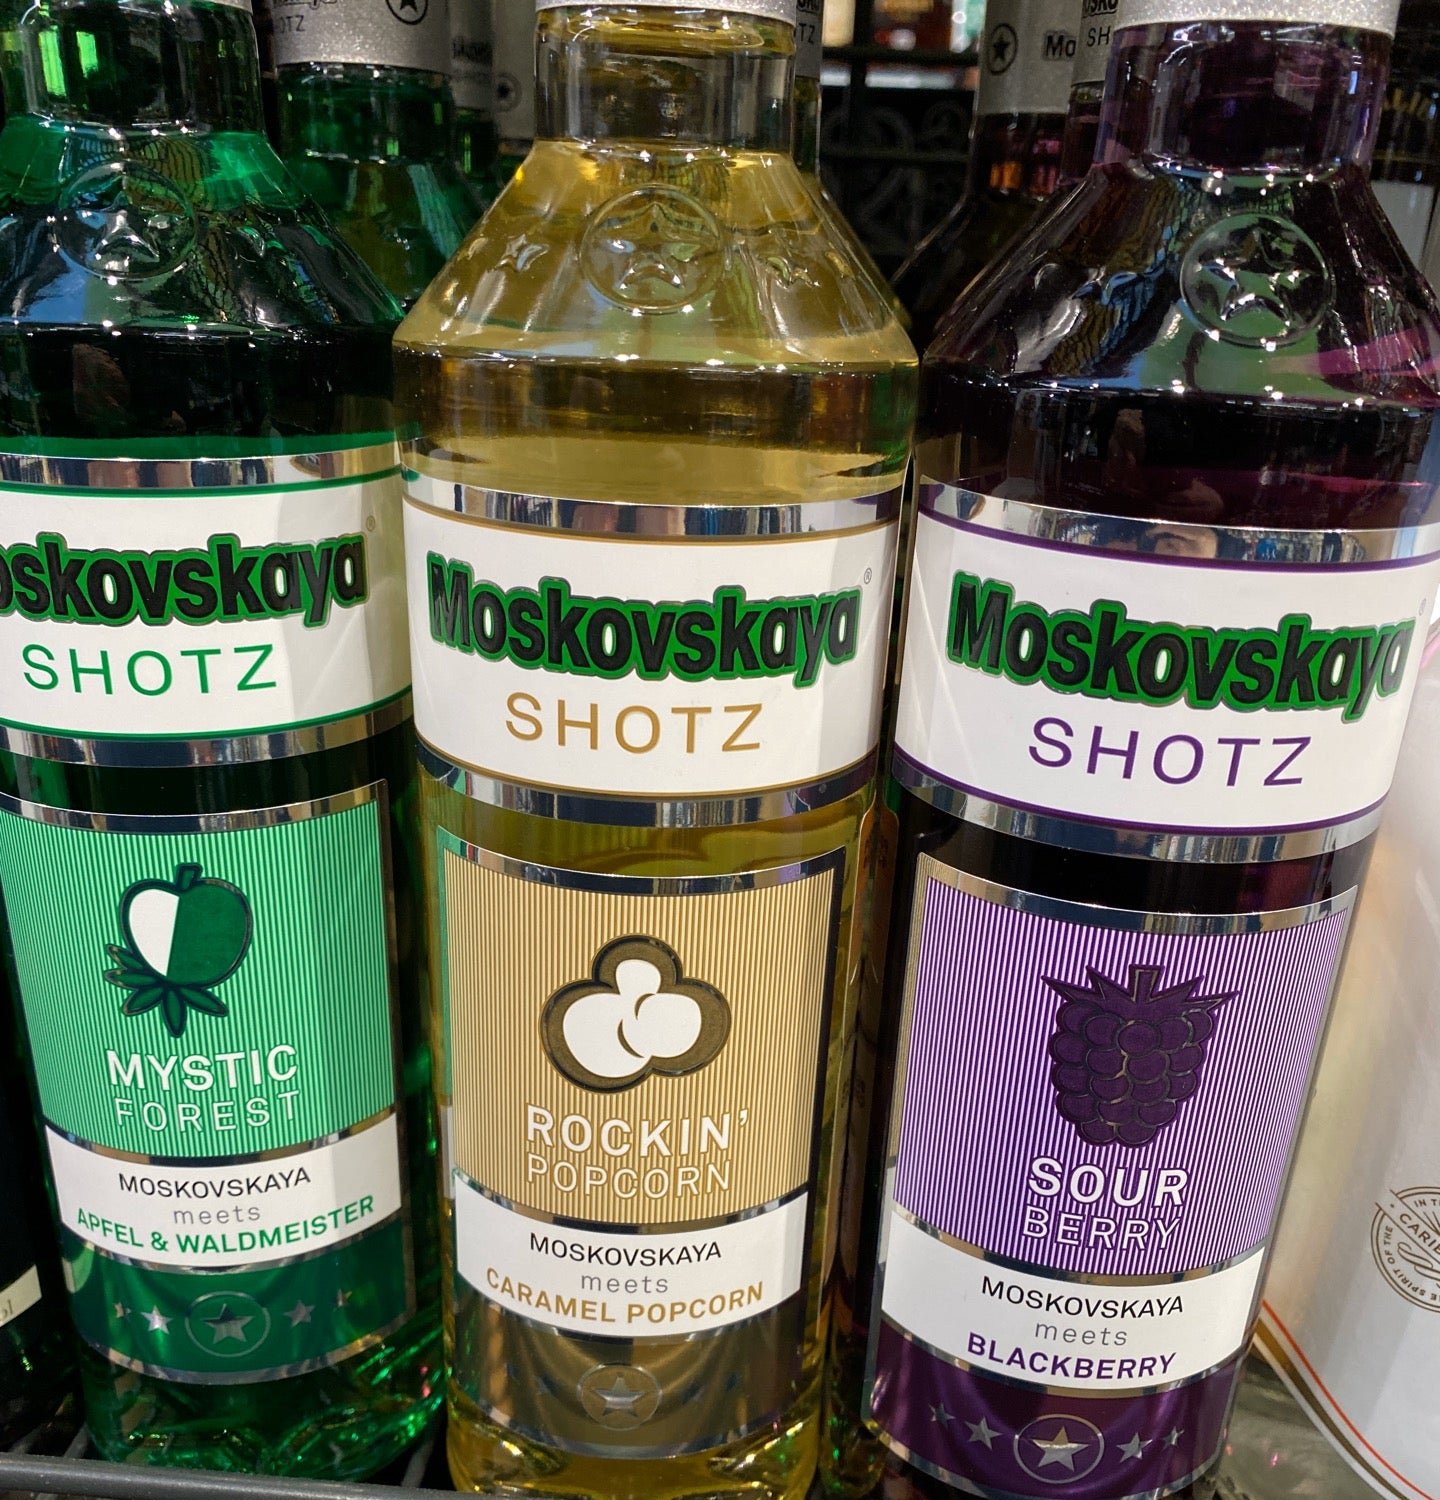 Moskovskaya
SHOTZ
MYSTIC
FOREST
MOSKOVSKAYA
meets
APFEL & WALDMEISTER
Moskovskaya®
SHOTZ
ROCKIN'
POPCORN
MOSKOVSKAYA
meets
CARAMEL POPCORN
Moskovskaya
SHOTZ
SOUR
BERRY
MOSKOVSKAYA
meets
BLACKBERRY